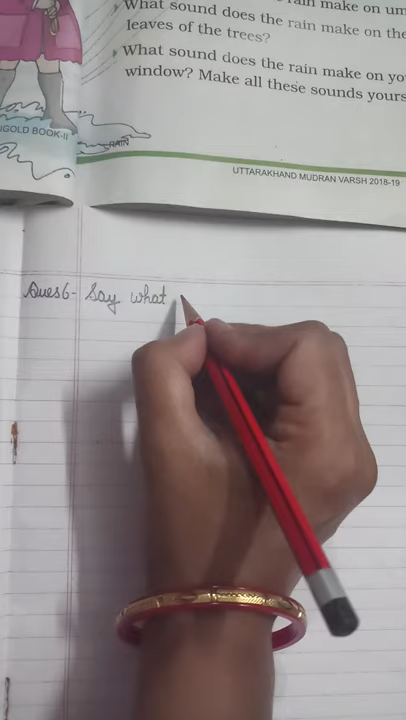 What sound does the rain make on the
leaves of the trees?
What sound does the rain make on yo
window? Make all these sounds yours
IGOLD BOOK-II
RAIN
UTTARAKHAND MUDRAN VARSH 2018-19
Ques6- Say what